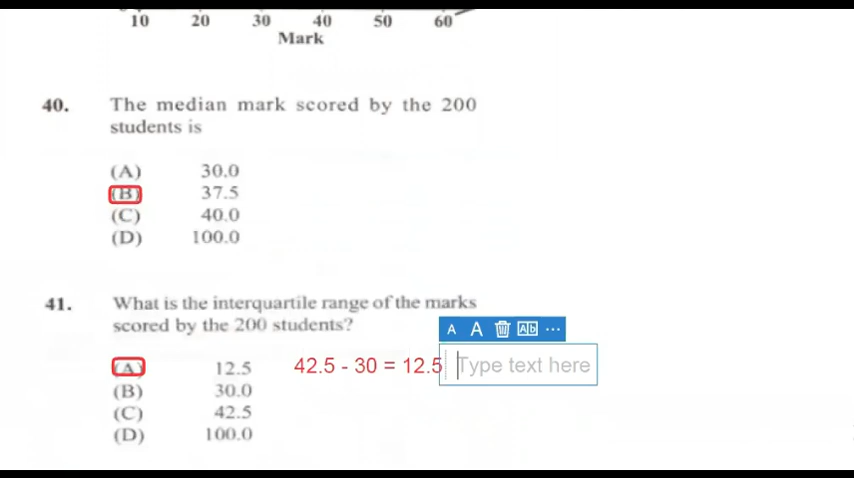 10 20 30 40 50 60
Mark
40. The median mark scored by the 200
students is
(A) 30.0
(B) 37.5
(C) 40.0
(D) 100.0
41. What is the interquartile range of the marks
scored by the 200 students?
A A Ab ...
(A) 12.5 42.5 - 30 = 12.5 Type text here
(B) 30.0
(C) 42.5
(D) 100.0